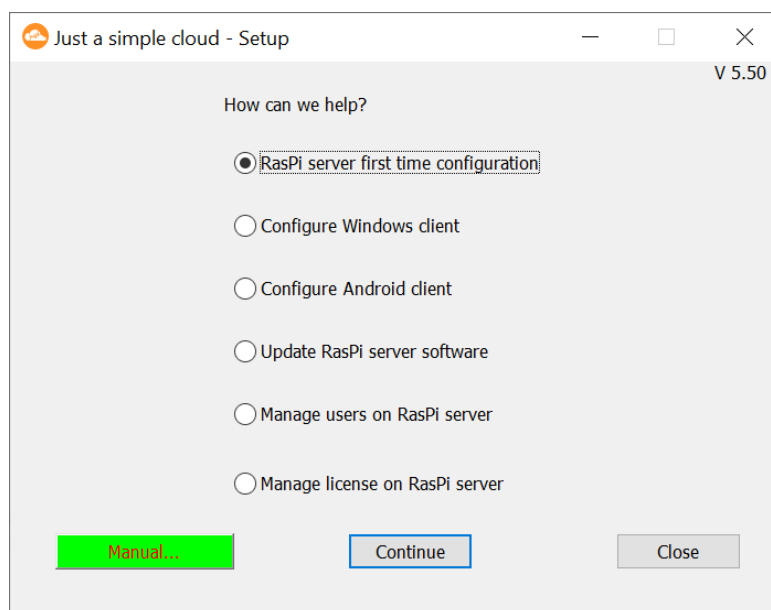 Just a simple cloud - Setup
V 5.50
How can we help?
RasPi server first time configuration
Configure Windows client
Configure Android client
Update RasPi server software
Manage users on RasPi server
Manage license on RasPi server
Manual...
Continue
Close